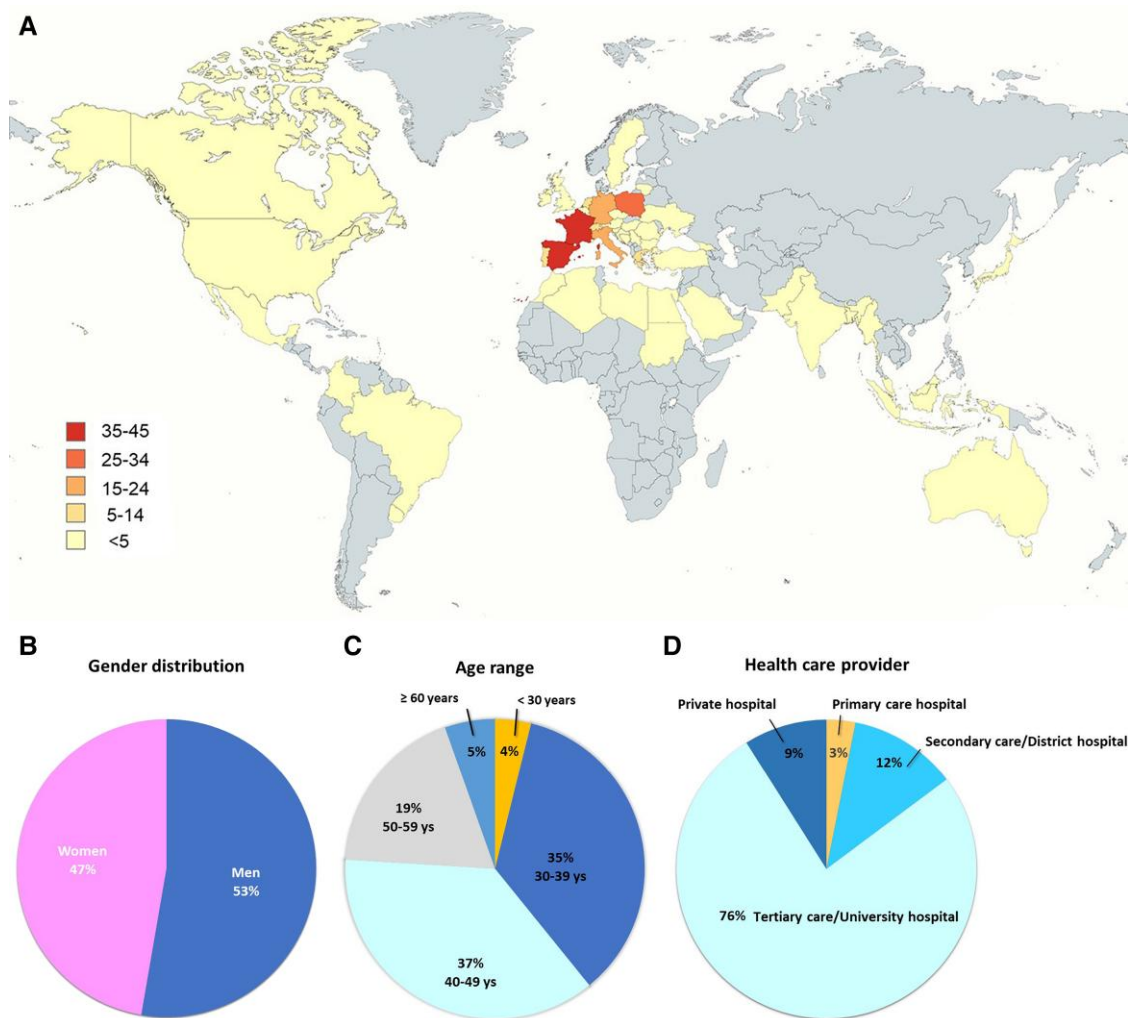 A
35-45
25-34
15-24
5-14
<5
B
Gender distribution
Women
47%
Men
53%
C
Age range
≥ 60 years
< 30 years
5%
4%
19%
50-59 ys
35%
30-39 ys
37%
40-49 ys
D
Health care provider
Private hospital
Primary care hospital
Secondary care/District hospital
9%
3%
12%
76% Tertiary care/University hospital